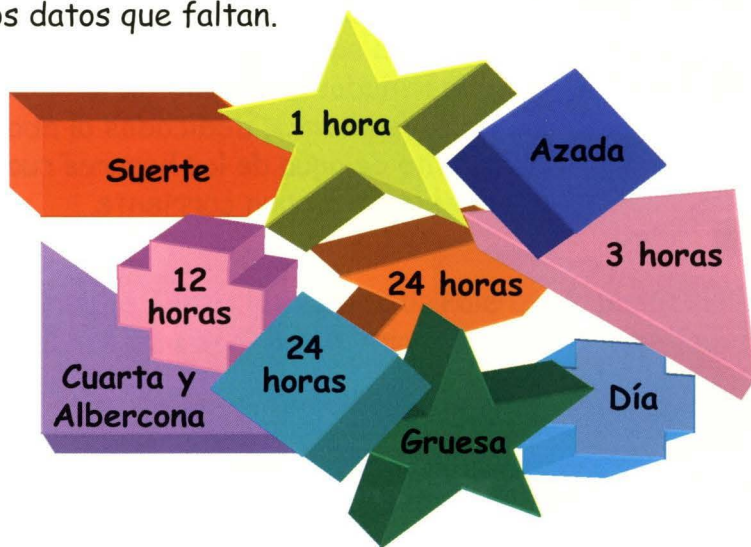 os datos que faltan.
1 hora
Suerte
Azada
3 horas
12
horas
24 horas
24
horas
Cuarta y
Albercona
Día
Gruesa